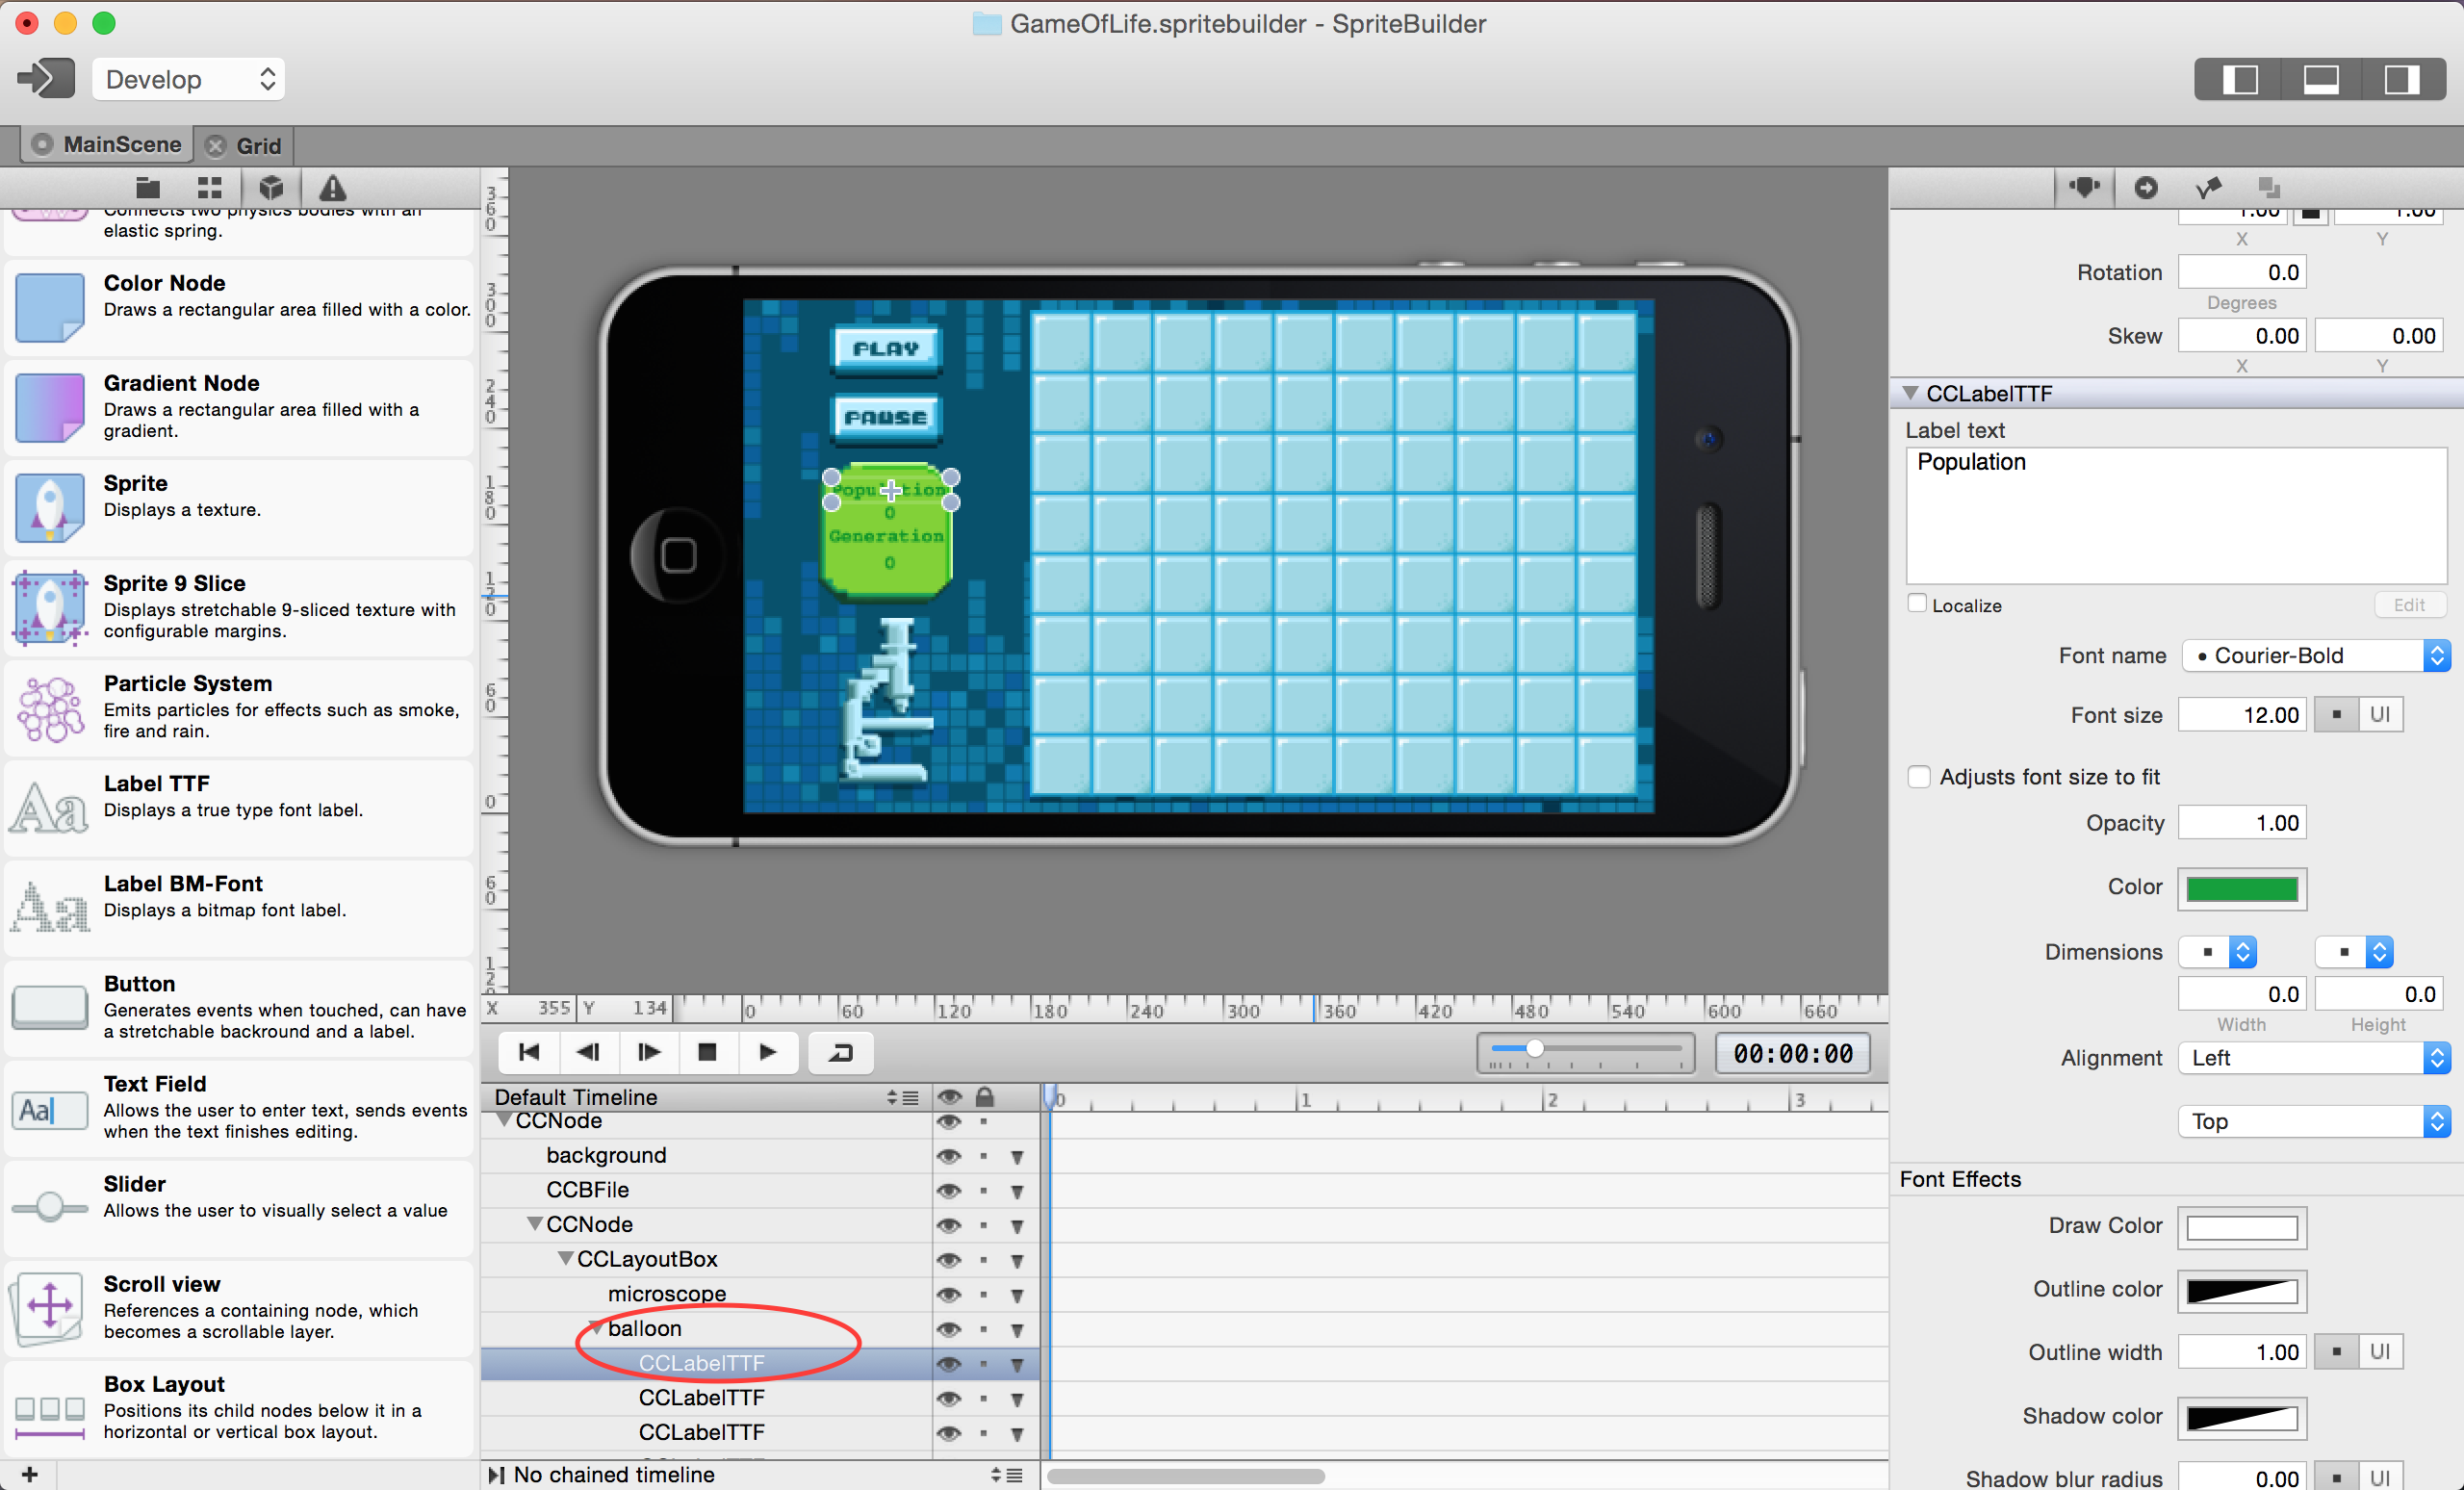 GameOfLife.spritebuilder - SpriteBuilder
Develop
MainScene
Grid
Connects two physics bodies with an
elastic spring.
Color Node
Draws a rectangular area filled with a color.
Gradient Node
Draws a rectangular area filled with a
gradient.
Sprite
Displays a texture.
Sprite 9 Slice
Displays stretchable 9-sliced texture with
configurable margins.
Particle System
Emits particles for effects such as smoke,
fire and rain.
Label TTF
Displays a true type font label.
Label BM-Font
Displays a bitmap font label.
Button
Generates events when touched, can have
a stretchable backround and a label.
Text Field
Allows the user to enter text, sends events
when the text finishes editing.
Slider
Allows the user to visually select a value
Scroll view
References a containing node, which
becomes a scrollable layer.
Box Layout
Positions its child nodes below it in a
horizontal or vertical box layout.
360
300
240
180
120
60
0
60
PLAY
PAUSE
Population
0
Generation
0
X 355 Y 134
0 60 120 180 240 300 360 420 480 540 600 660
00:00:00
Default Timeline
0 1 2 3
CCNode
background
CCBFile
CCNode
CCLayoutBox
microscope
balloon
CCLabelTTF
CCLabelTTF
CCLabelTTF
No chained timeline
1.00 1.00
X Y
Rotation 0.0
Degrees
Skew 0.00 0.00
X Y
CCLabelTTF
Label text
Population
Localize Edit
Font name • Courier-Bold
Font size 12.00 UI
Adjusts font size to fit
Opacity 1.00
Color
Dimensions
0.0 0.0
Width Height
Alignment Left
Top
Font Effects
Draw Color
Outline color
Outline width 1.00 UI
Shadow color
Shadow blur radius 0.00 UI